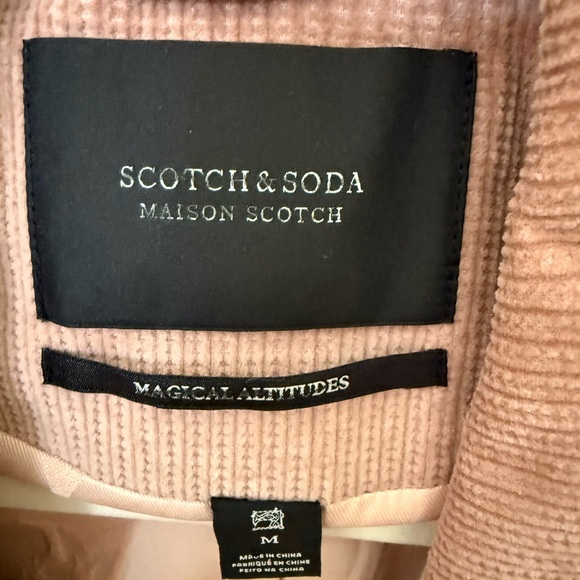 SCOTCH & SODA
MAISON SCOTCH
MAGICAL ALTITUDES
M
MADE IN CHINA
FABRIQUÉ EN CHINE
FEITO NA CHINA